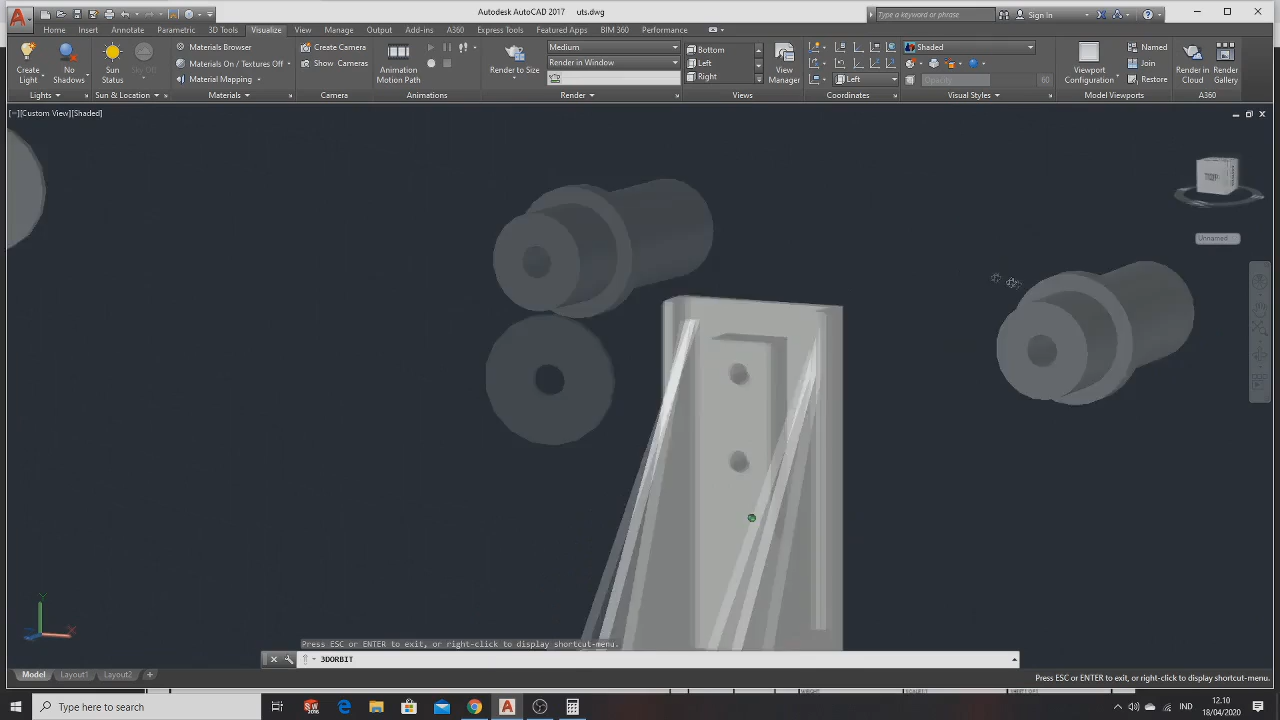 Autodesk AutoCAD 2017 uts.dwg
Type a keyword or phrase
Sign In
Home Insert Annotate Parametric 3D Tools Visualize View Manage Output Add-ins A360 Express Tools Featured Apps BIM 360 Performance
Create Light
No Shadows
Sun Status
Sky Off
Materials Browser
Materials On / Textures Off
Material Mapping
Create Camera
Show Cameras
Animation Motion Path
Render to Size
Medium
Render in Window
Bottom
Left
Right
View Manager
Left
Shaded
Opacity 60
Viewport Configuration
Named
Join
Restore
Render in Cloud
Render Gallery
Lights Sun & Location Materials Camera Animations Render Views Coordinates Visual Styles Model Viewports A360
[−][Custom View][Shaded]
Unnamed
Y
X
Press ESC or ENTER to exit, or right-click to display shortcut-menu.
3DORBIT
Model Layout1 Layout2 +
Press ESC or ENTER to exit, or right-click to display shortcut-menu.
WEIGHT
Type here to search
IND
12.10
18/04/2020